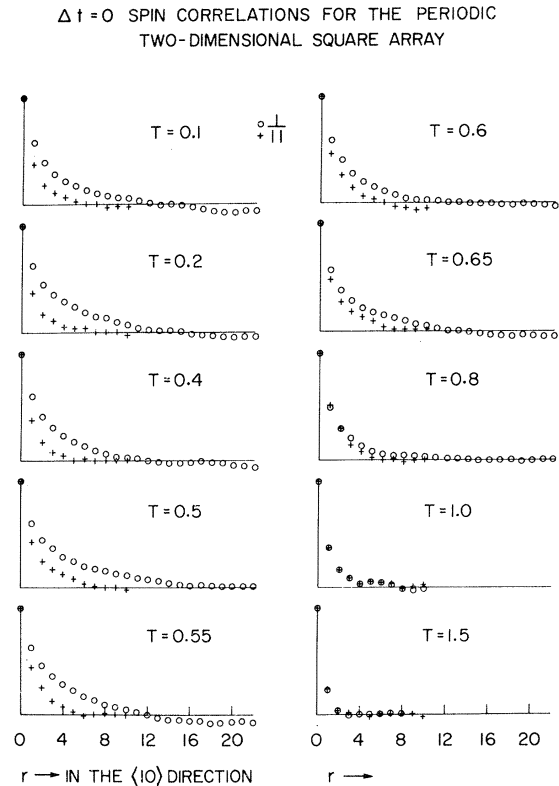 Δt=0 SPIN CORRELATIONS FOR THE PERIODIC
TWO-DIMENSIONAL SQUARE ARRAY
T=0.1
○ ⊥
+ ||
T=0.2
T=0.4
T=0.5
T=0.55
0 4 8 12 16 20
r → IN THE ⟨10⟩ DIRECTION
T=0.6
T=0.65
T=0.8
T=1.0
T=1.5
0 4 8 12 16 20
r →